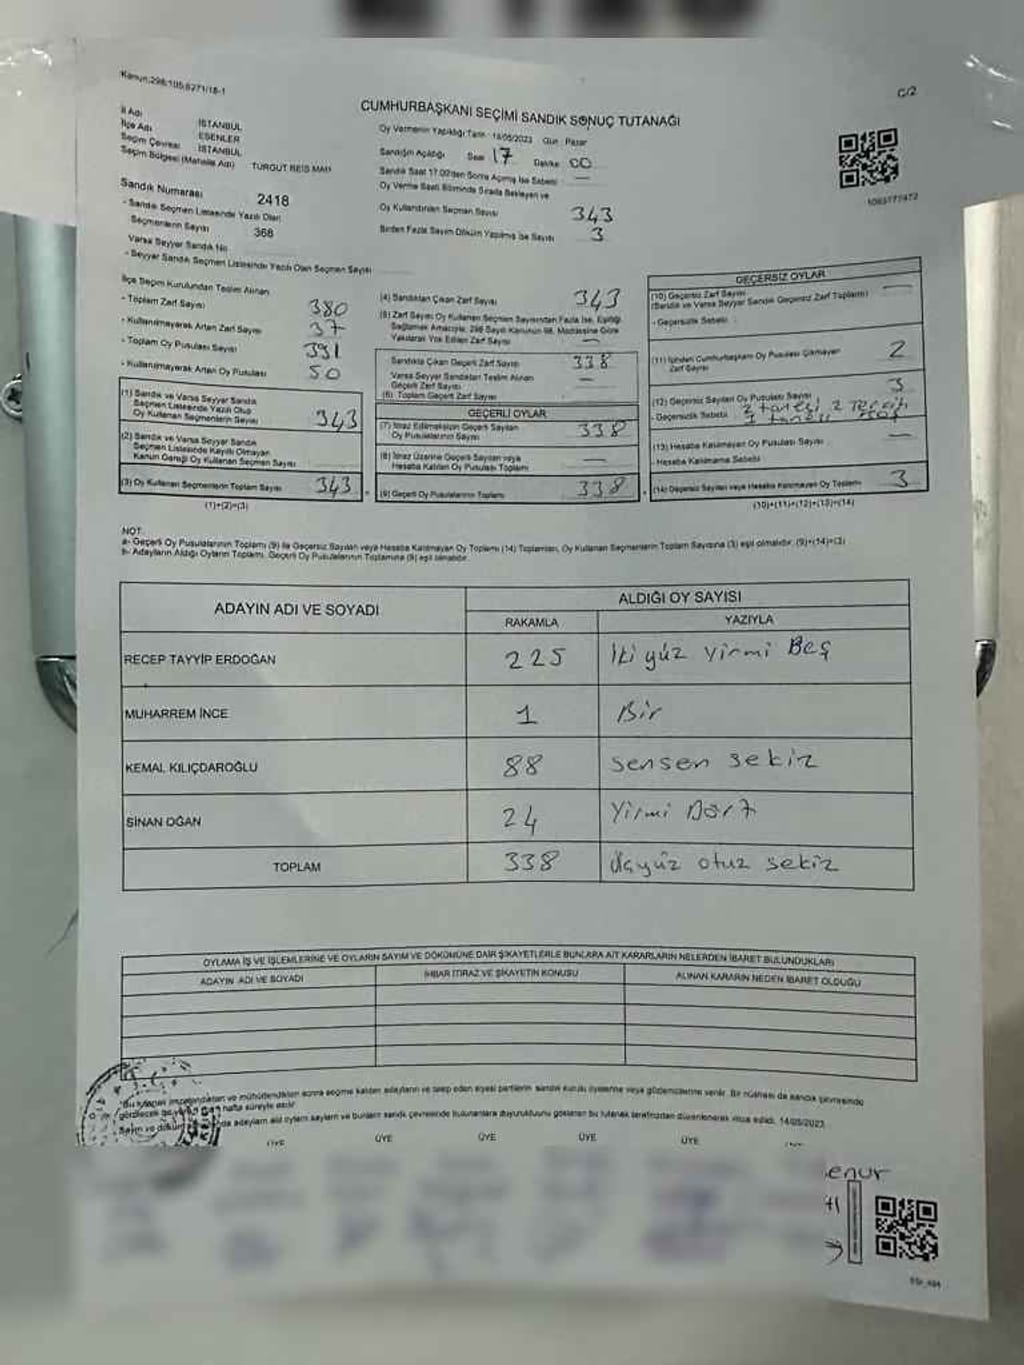 Kanun:298;105;6271/18-1
C/2
CUMHURBAŞKANI SEÇİMİ SANDIK SONUÇ TUTANAĞI
İl Adı İSTANBUL
İlçe Adı ESENLER
Seçim Çevresi İSTANBUL
Seçim Bölgesi (Mahalle Adı) TURGUT REİS MAH
Sandık Numarası 2418
- Sandık Seçmen Listesinde Yazılı Olan
Seçmenlerin Sayısı 368
Varsa Seyyar Sandık No
- Seyyar Sandık Seçmen Listesinde Yazılı Olan Seçmen Sayısı
Oy Vermenin Yapıldığı Tarih : 14/05/2023 Gün : Pazar
Sandığın Açıldığı Saat 17 Dakika 00
Sandık Saat 17.00'den Sonra Açılmış İse Sebebi —
Oy Verme Saati Bitiminde Sırada Bekleyen ve
Oy Kullandırılan Seçmen Sayısı 343
Birden Fazla Sayım Döküm Yapılmış İse Sayısı 3
1063777472
İlçe Seçim Kurulundan Teslim Alınan
- Toplam Zarf Sayısı 380
- Kullanılmayarak Artan Zarf Sayısı 37
- Toplam Oy Pusulası Sayısı 391
- Kullanılmayarak Artan Oy Pusulası 50
(1) Sandık ve Varsa Seyyar Sandık
Seçmen Listesinde Yazılı Olup
Oy Kullanan Seçmenlerin Sayısı 343
(2) Sandık ve Varsa Seyyar Sandık
Seçmen Listesinde Kayıtlı Olmayan
Kanun Gereği Oy Kullanan Seçmen Sayısı
(3) Oy Kullanan Seçmenlerin Toplam Sayısı 343
(1)+(2)=(3)
(4) Sandıktan Çıkan Zarf Sayısı 343
(5) Zarf Sayısı Oy Kullanan Seçmen Sayısından Fazla İse, Eşitliği
Sağlamak Amacıyla, 298 Sayılı Kanunun 98. Maddesine Göre
Yakılarak Yok Edilen Zarf Sayısı —
Sandıkta Çıkan Geçerli Zarf Sayısı 338
Varsa Seyyar Sandıktan Teslim Alınan
Geçerli Zarf Sayısı —
(6) Toplam Geçerli Zarf Sayısı
GEÇERLİ OYLAR
(7) İtiraz Edilmeksizin Geçerli Sayılan
Oy Pusulalarının Sayısı 338
(8) İtiraz Üzerine Geçerli Sayılan veya
Hesaba Katılan Oy Pusulası Toplamı —
(9) Geçerli Oy Pusulalarının Toplamı 338
GEÇERSİZ OYLAR
(10) Geçersiz Zarf Sayısı —
(Sandık ve Varsa Seyyar Sandık Geçersiz Zarf Toplamı)
- Geçersizlik Sebebi :
(11) İçinden Cumhurbaşkanı Oy Pusulası Çıkmayan
Zarf Sayısı 2
(12) Geçersiz Sayılan Oy Pusulası Sayısı 3
- Geçersizlik Sebebi 2 tanesi 2 Tercih
(13) Hesaba Katılmayan Oy Pusulası Sayısı —
- Hesaba Katılmama Sebebi
(14) Geçersiz Sayılan veya Hesaba Katılmayan Oy Toplamı 3
(10)+(11)+(12)+(13)=(14)
NOT:
a- Geçerli Oy Pusulalarının Toplamı (9) ile Geçersiz Sayılan veya Hesaba Katılmayan Oy Toplamı (14) Toplamları, Oy Kullanan Seçmenlerin Toplam Sayısına (3) eşit olmalıdır. (9)+(14)=(3)
b- Adayların Aldığı Oyların Toplamı, Geçerli Oy Pusulalarının Toplamına (9) eşit olmalıdır.
ADAYIN ADI VE SOYADI ALDIĞI OY SAYISI
RAKAMLA YAZIYLA
RECEP TAYYİP ERDOĞAN 225 İki yüz Yirmi Beş
MUHARREM İNCE 1 Bir
KEMAL KILIÇDAROĞLU 88 Sensen sekiz
SİNAN OĞAN 24 Yirmi Dört
TOPLAM 338 üçyüz otuz sekiz
OYLAMA İŞ VE İŞLEMLERİNE VE OYLARIN SAYIM VE DÖKÜMÜNE DAİR ŞİKAYETLERLE BUNLARA AİT KARARLARIN NELERDEN İBARET BULUNDUKLARI
ADAYIN ADI VE SOYADI İHBAR İTİRAZ VE ŞİKAYETİN KONUSU ALINAN KARARIN NEDEN İBARET OLDUĞU
imzalandıktan ve mühürlendikten sonra seçime katılan adayların ve talep eden siyasi partilerin sandık kurulu üyelerine veya gözlemcilerine verilir. Bir nüshası da sandık çevresinde
hafta süreyle asılır.
Sayım ve döküm adayların aldığı oyların sayıları ve bunların sandık çevresinde bulunanlara duyurulduğunu gösteren bu tutanak tarafımızdan düzenlenerek imza edildi. 14/05/2023
ÜYE ÜYE ÜYE ÜYE ÜYE
enur